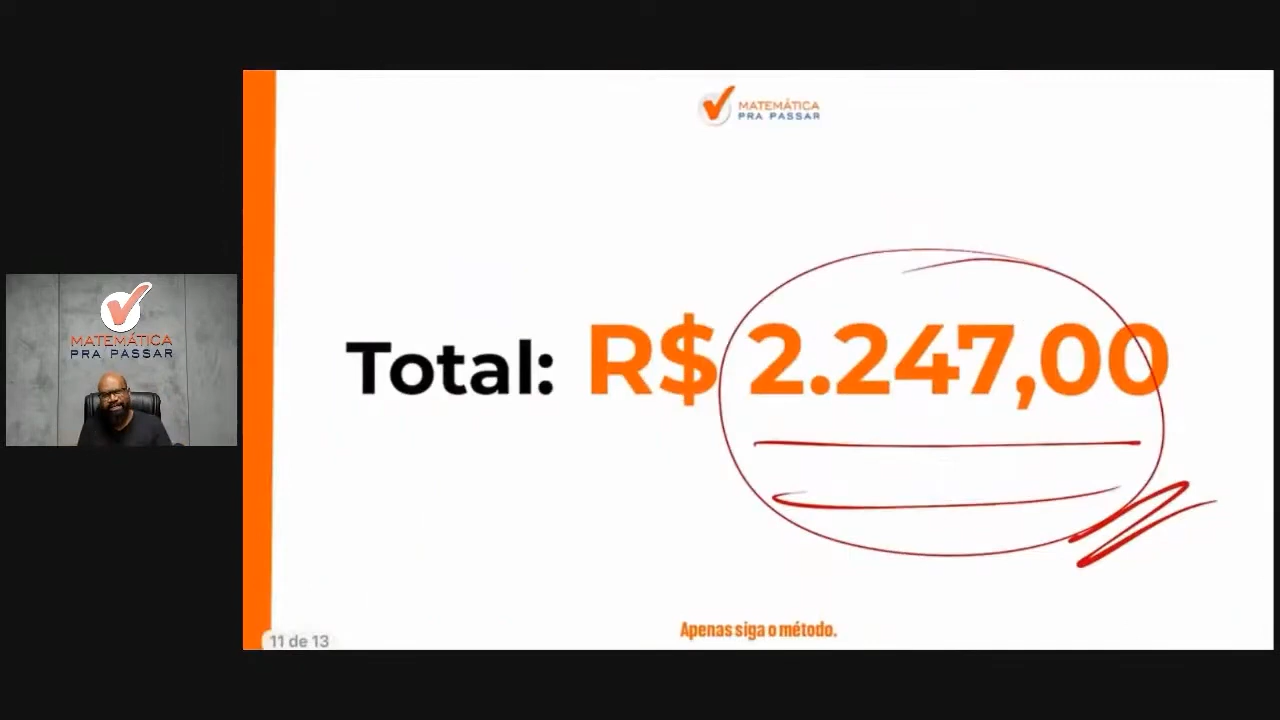 MATEMÁTICA
PRA PASSAR
MATEMÁTICA
PRA PASSAR
Total: R$ 2.247,00
Apenas siga o método.
11 de 13